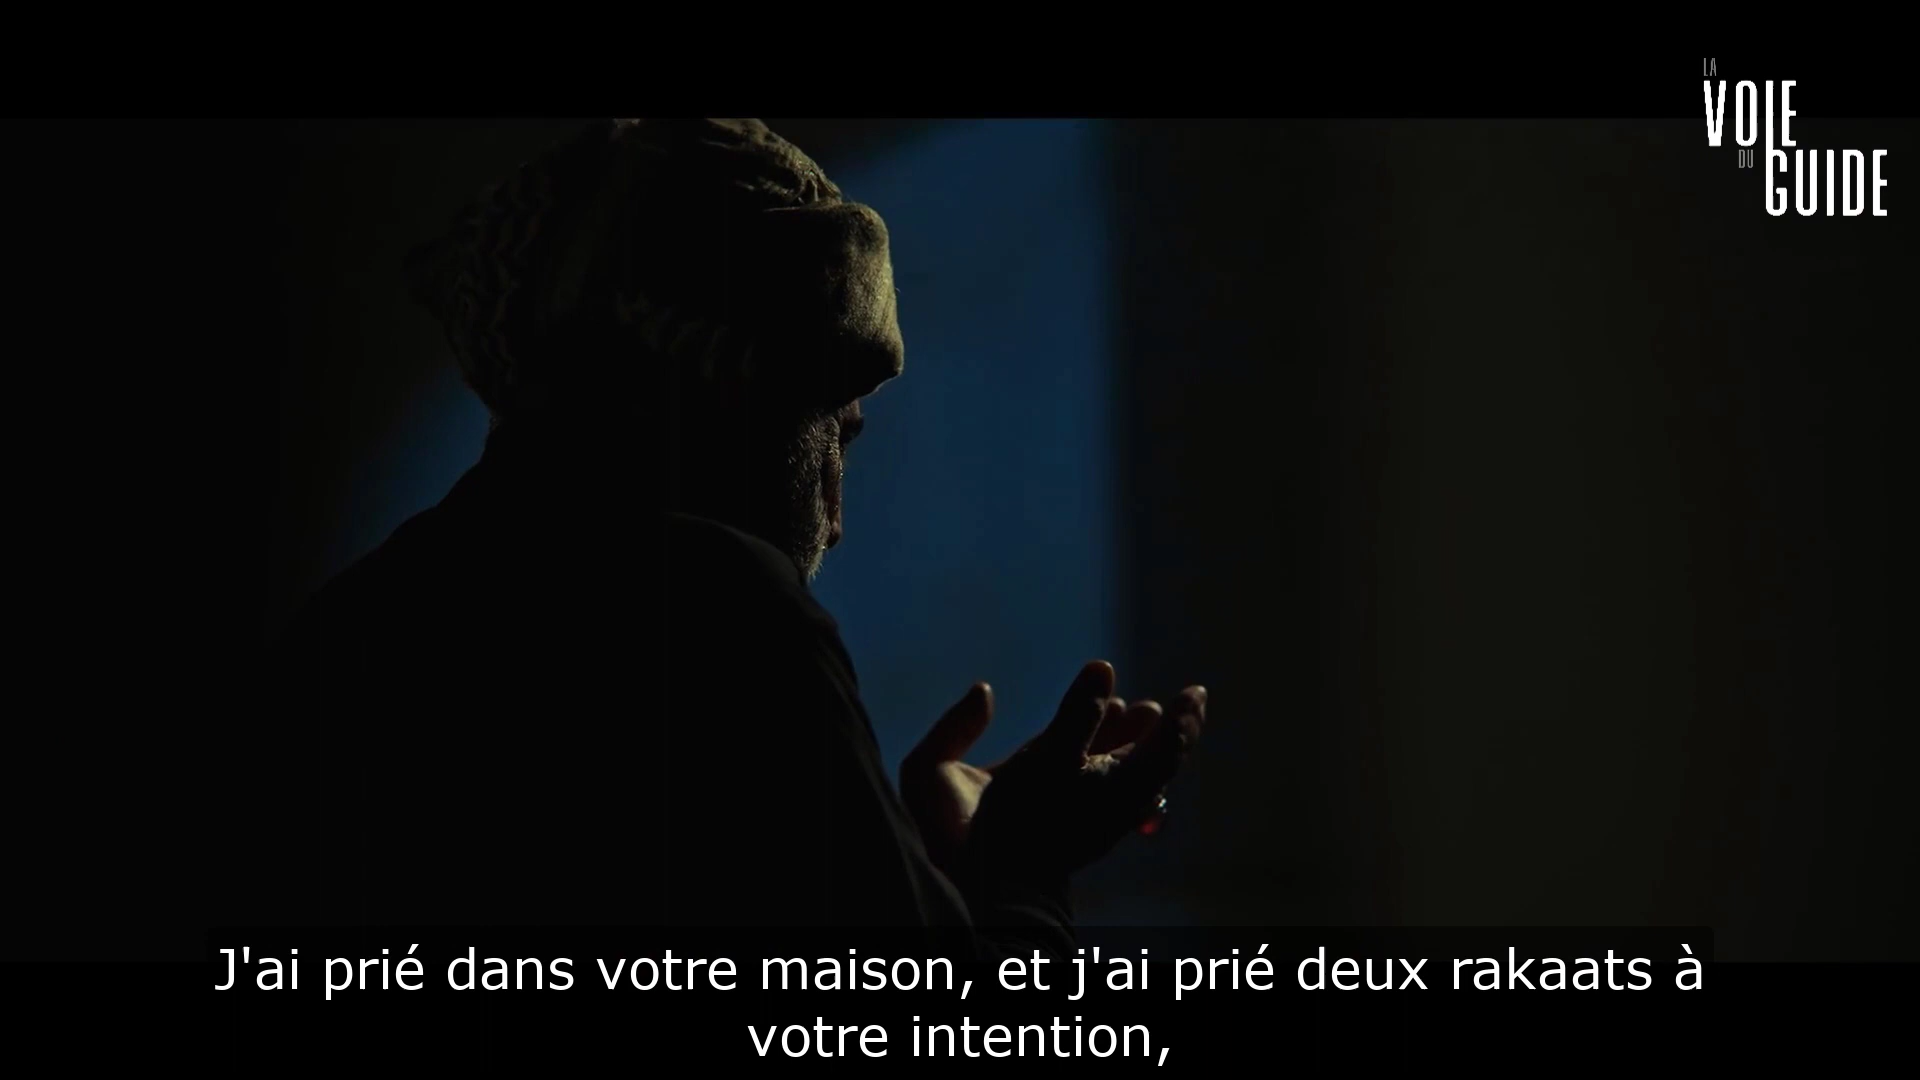 LA
VOIE
DU
GUIDE
J'ai prié dans votre maison, et j'ai prié deux rakaats à
votre intention,